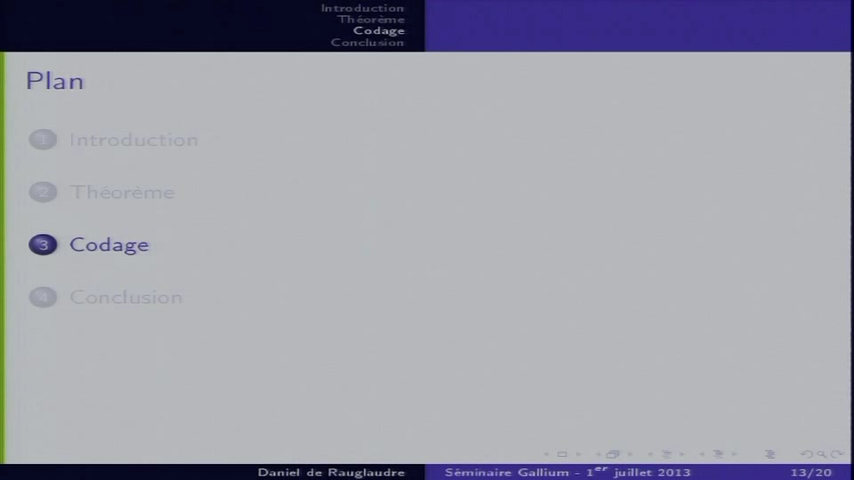 Introduction
Théorème
Codage
Conclusion
Plan
1 Introduction
2 Théorème
3 Codage
4 Conclusion
Daniel de Rauglaudre Séminaire Gallium - 1er juillet 2013 13/20